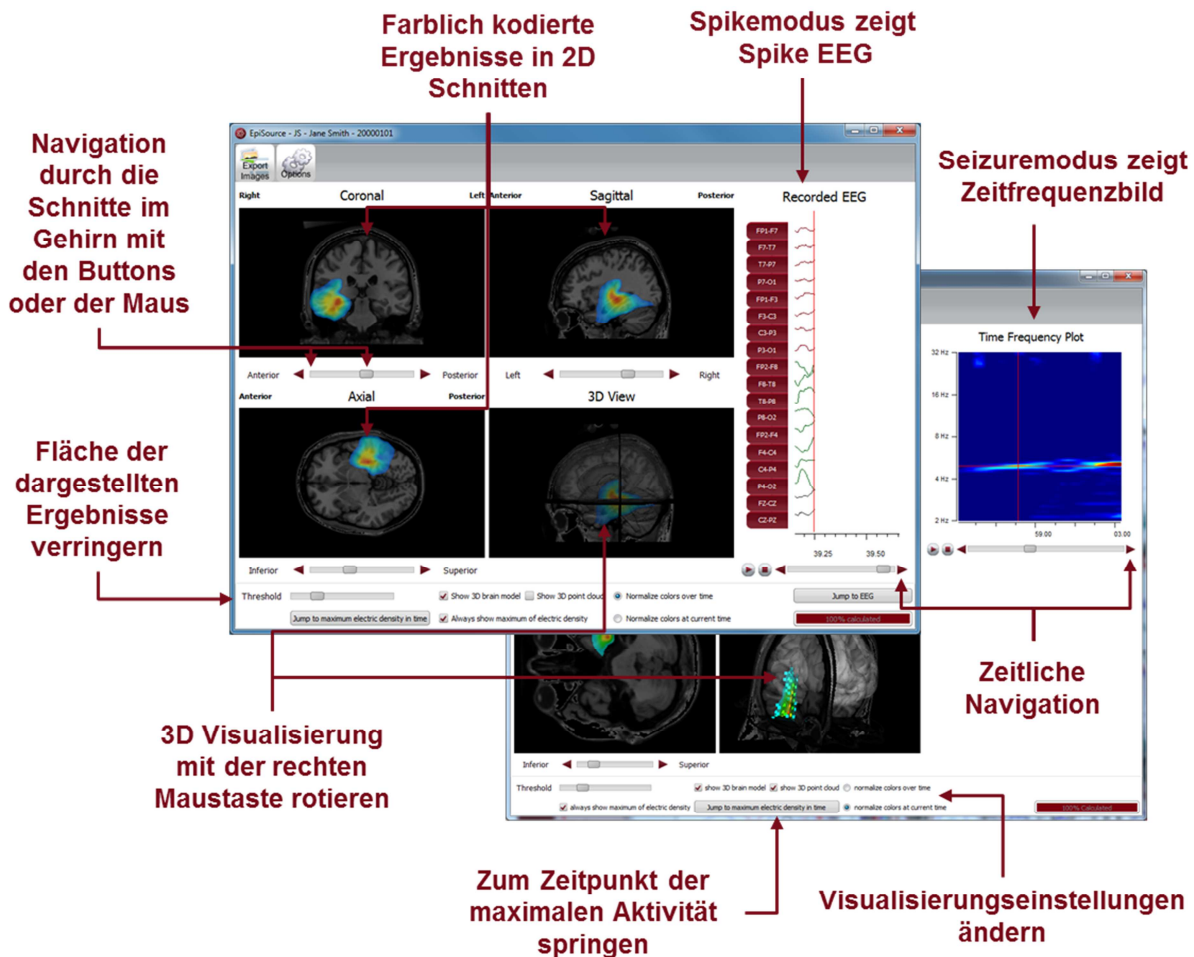 Farblich kodierte
Ergebnisse in 2D
Schnitten
Spikemodus zeigt
Spike EEG
Navigation
durch die
Schnitte im
Gehirn mit
den Buttons
oder der Maus
Seizuremodus zeigt
Zeitfrequenzbild
EpiSource - JS - Jane Smith - 20000101
Export
Images
Options
Right
Coronal
Left
Anterior
Sagittal
Posterior
Recorded EEG
FP1-F7
F7-T7
T7-P7
P7-O1
FP1-F3
F3-C3
C3-P3
P3-O1
FP2-F8
F8-T8
T8-P8
P8-O2
FP2-F4
F4-C4
C4-P4
P4-O2
FZ-CZ
CZ-PZ
39.25
39.50
Anterior
Posterior
Left
Right
Anterior
Axial
Posterior
3D View
Inferior
Superior
Threshold
Show 3D brain model
Show 3D point cloud
Normalize colors over time
Jump to EEG
Jump to maximum electric density in time
Always show maximum of electric density
Normalize colors at current time
100% calculated
Time Frequency Plot
32 Hz
16 Hz
8 Hz
4 Hz
2 Hz
59.00
03.00
Fläche der
dargestellten
Ergebnisse
verringern
Zeitliche
Navigation
3D Visualisierung
mit der rechten
Maustaste rotieren
Inferior
Superior
Threshold
show 3D brain model
show 3D point cloud
normalize colors over time
always show maximum of electric density
Jump to maximum electric density in time
normalize colors at current time
100% Calculated
Zum Zeitpunkt der
maximalen Aktivität
springen
Visualisierungseinstellungen
ändern